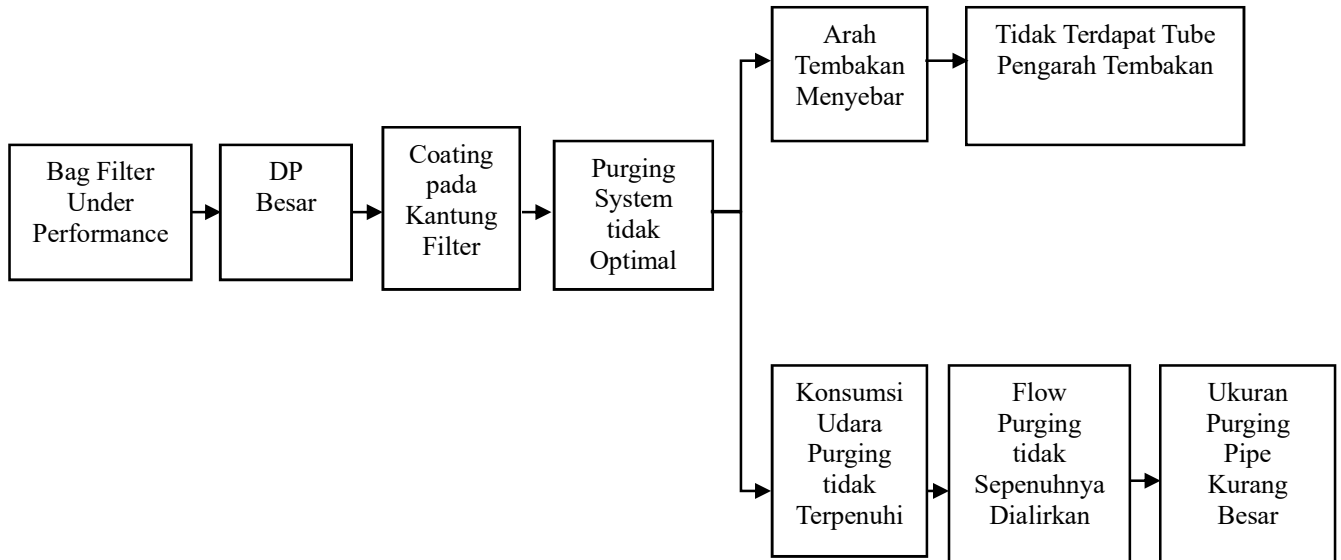 Bag Filter
Under
Performance
DP
Besar
Coating
pada
Kantung
Filter
Purging
System
tidak
Optimal
Arah
Tembakan
Menyebar
Tidak Terdapat Tube
Pengarah Tembakan
Konsumsi
Udara
Purging
tidak
Terpenuhi
Flow
Purging
tidak
Sepenuhnya
Dialirkan
Ukuran
Purging
Pipe
Kurang
Besar